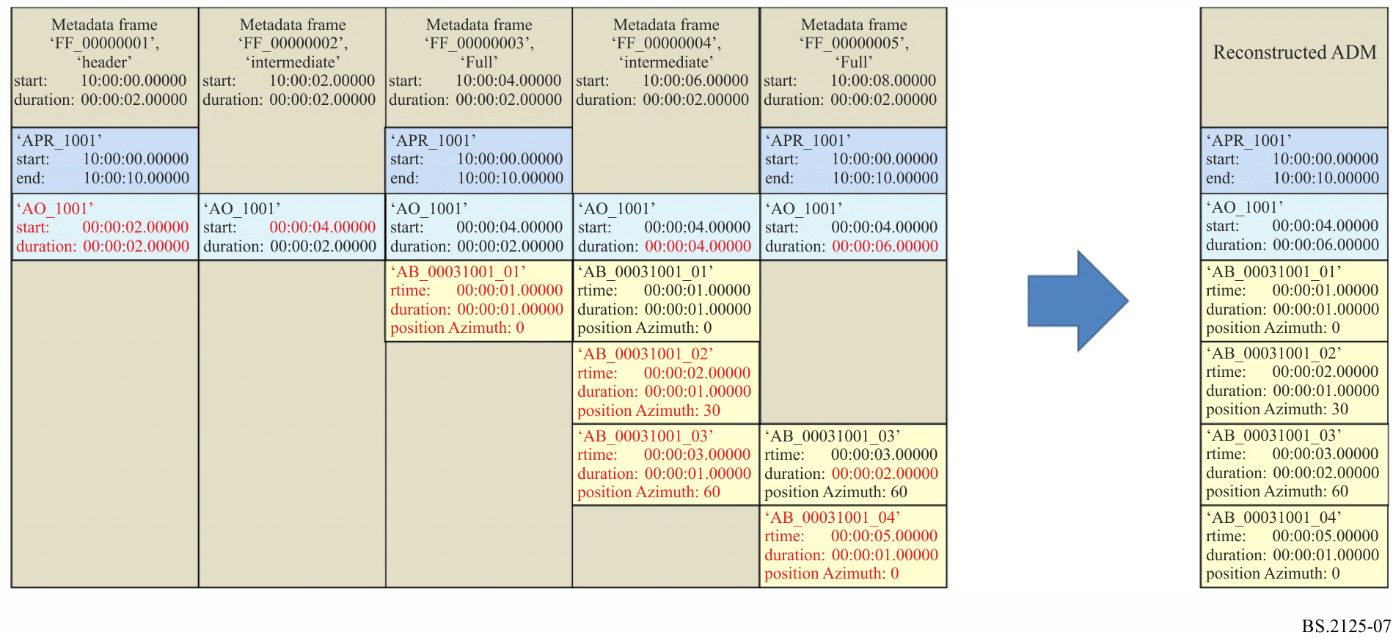 Metadata frame
‘FF_00000001’,
‘header’
start: 10:00:00.00000
duration: 00:00:02.00000
‘APR_1001’
start: 10:00:00.00000
end: 10:00:10.00000
‘AO_1001’
start: 00:00:02.00000
duration: 00:00:02.00000
Metadata frame
‘FF_00000002’,
‘intermediate’
start: 10:00:02.00000
duration: 00:00:02.00000
‘AO_1001’
start: 00:00:04.00000
duration: 00:00:02.00000
Metadata frame
‘FF_00000003’,
‘Full’
start: 10:00:04.00000
duration: 00:00:02.00000
‘APR_1001’
start: 10:00:00.00000
end: 10:00:10.00000
‘AO_1001’
start: 00:00:04.00000
duration: 00:00:02.00000
‘AB_00031001_01’
rtime: 00:00:01.00000
duration: 00:00:01.00000
position Azimuth: 0
Metadata frame
‘FF_00000004’,
‘intermediate’
start: 10:00:06.00000
duration: 00:00:02.00000
‘AO_1001’
start: 00:00:04.00000
duration: 00:00:04.00000
‘AB_00031001_01’
rtime: 00:00:01.00000
duration: 00:00:01.00000
position Azimuth: 0
‘AB_00031001_02’
rtime: 00:00:02.00000
duration: 00:00:01.00000
position Azimuth: 30
‘AB_00031001_03’
rtime: 00:00:03.00000
duration: 00:00:01.00000
position Azimuth: 60
Metadata frame
‘FF_00000005’,
‘Full’
start: 10:00:08.00000
duration: 00:00:02.00000
‘APR_1001’
start: 10:00:00.00000
end: 10:00:10.00000
‘AO_1001’
start: 00:00:04.00000
duration: 00:00:06.00000
‘AB_00031001_03’
rtime: 00:00:03.00000
duration: 00:00:02.00000
position Azimuth: 60
‘AB_00031001_04’
rtime: 00:00:05.00000
duration: 00:00:01.00000
position Azimuth: 0
Reconstructed ADM
‘APR_1001’
start: 10:00:00.00000
end: 10:00:10.00000
‘AO_1001’
start: 00:00:04.00000
duration: 00:00:06.00000
‘AB_00031001_01’
rtime: 00:00:01.00000
duration: 00:00:01.00000
position Azimuth: 0
‘AB_00031001_02’
rtime: 00:00:02.00000
duration: 00:00:01.00000
position Azimuth: 30
‘AB_00031001_03’
rtime: 00:00:03.00000
duration: 00:00:02.00000
position Azimuth: 60
‘AB_00031001_04’
rtime: 00:00:05.00000
duration: 00:00:01.00000
position Azimuth: 0
BS.2125-07